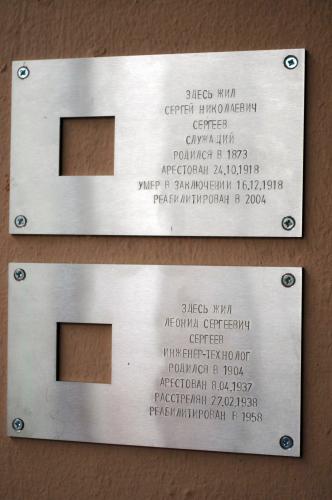 ЗДЕСЬ ЖИЛ
СЕРГЕЙ НИКОЛАЕВИЧ
СЕРГЕЕВ
СЛУЖАЩИЙ
РОДИЛСЯ В 1873
АРЕСТОВАН 24.10.1918
УМЕР В ЗАКЛЮЧЕНИИ 16.12.1918
РЕАБИЛИТИРОВАН В 2004
ЗДЕСЬ ЖИЛ
ЛЕОНИД СЕРГЕЕВИЧ
СЕРГЕЕВ
ИНЖЕНЕР-ТЕХНОЛОГ
РОДИЛСЯ В 1904
АРЕСТОВАН 8.04.1937
РАССТРЕЛЯН 22.02.1938
РЕАБИЛИТИРОВАН В 1958